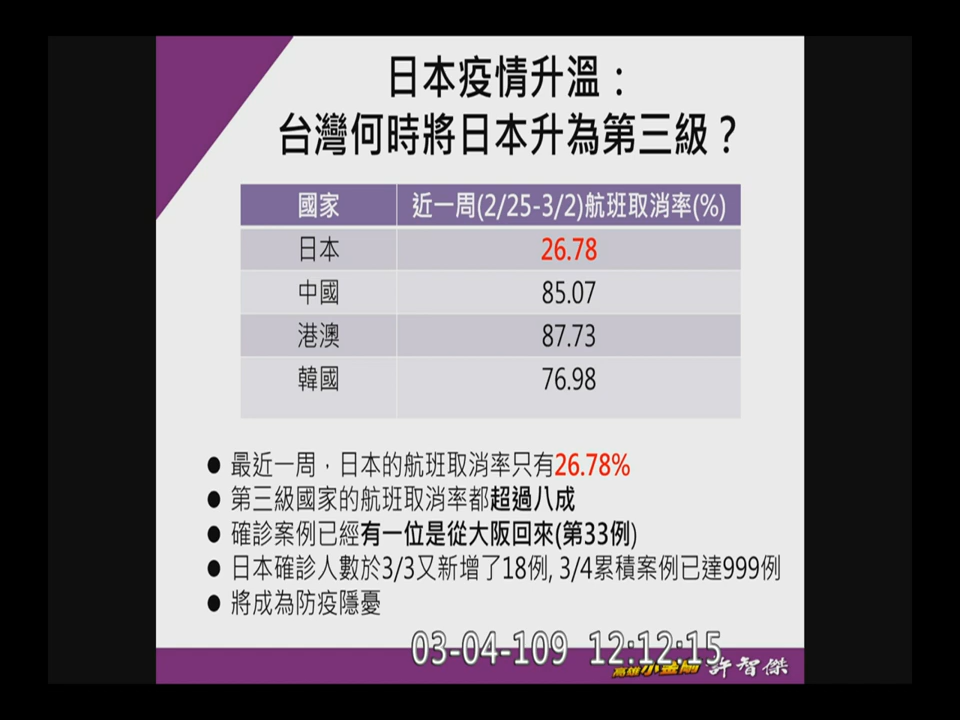 日本疫情升溫：
台灣何時將日本升為第三級？
國家 近一周(2/25-3/2)航班取消率(%)
日本 26.78
中國 85.07
港澳 87.73
韓國 76.98
● 最近一周，日本的航班取消率只有26.78%
● 第三級國家的航班取消率都超過八成
● 確診案例已經有一位是從大阪回來(第33例)
● 日本確診人數於3/3又新增了18例, 3/4累積案例已達999例
● 將成為防疫隱憂
03-04-109 12:12:15
高雄小金剛 許智傑